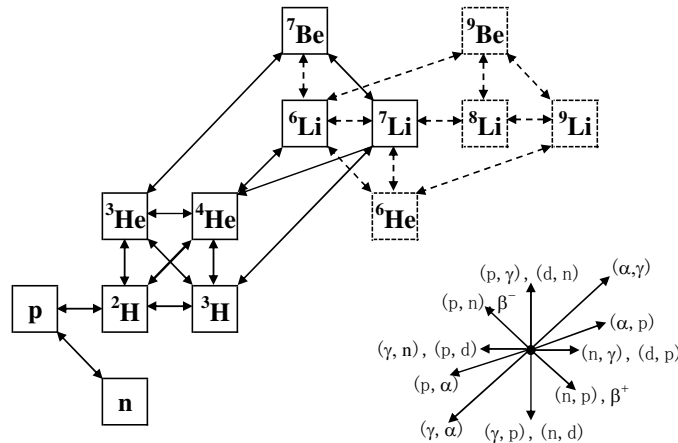 ⁷Be ⁹Be
⁶Li ⁷Li ⁸Li ⁹Li
³He ⁴He ⁶He
p ²H ³H
n
(α,γ)
(p, γ) , (d, n)
(p, n) , β⁻
(α, p)
(γ, n) , (p, d)
(n, γ) , (d, p)
(p, α)
(n, p) , β⁺
(γ, α)
(γ, p) , (n, d)